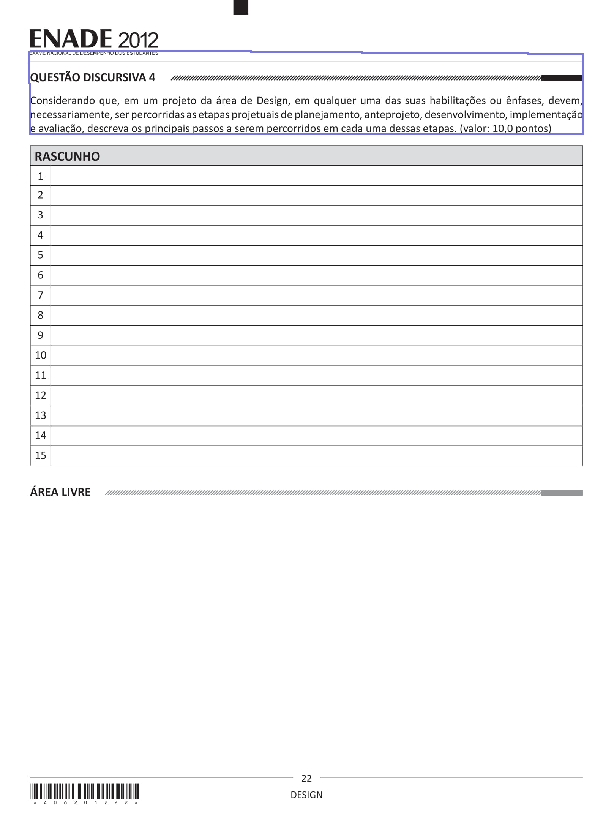 ENADE 2012
EXAME NACIONAL DE DESEMPENHO DOS ESTUDANTES
QUESTÃO DISCURSIVA 4
Considerando que, em um projeto da área de Design, em qualquer uma das suas habilitações ou ênfases, devem,
necessariamente, ser percorridas as etapas projetuais de planejamento, anteprojeto, desenvolvimento, implementação
e avaliação, descreva os principais passos a serem percorridos em cada uma dessas etapas. (valor: 10,0 pontos)
RASCUNHO
1
2
3
4
5
6
7
8
9
10
11
12
13
14
15
ÁREA LIVRE
22
DESIGN